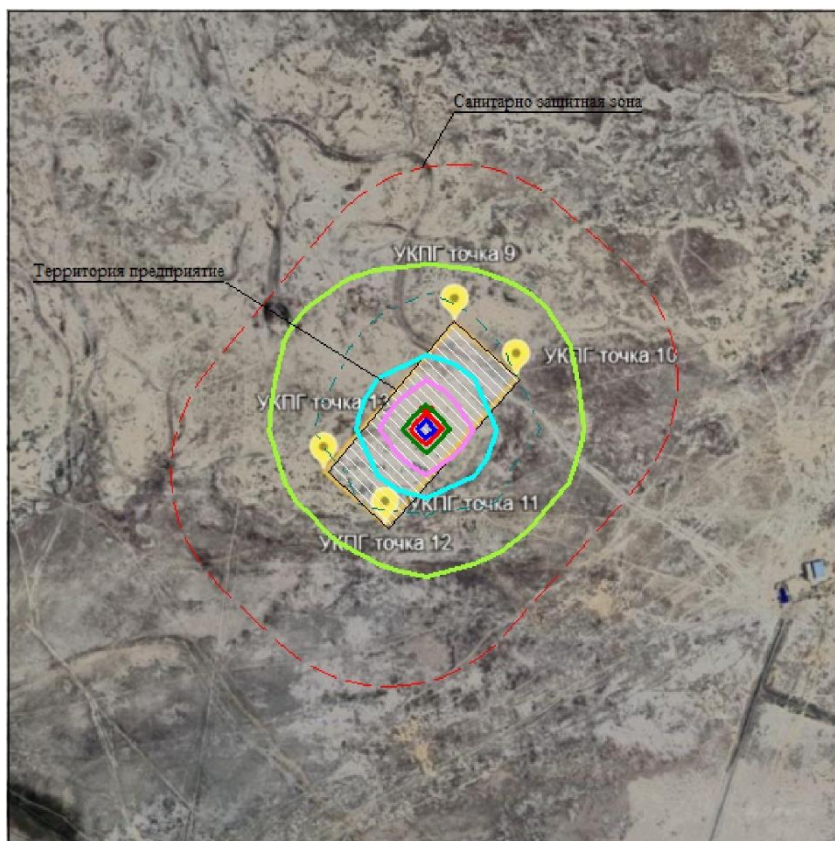 Санитарно защитная зона
УКПГ точка 9
Территория предприятие
УКПГ точка 10
УКПГ точка 13
УКПГ точка 11
УКПГ точка 12